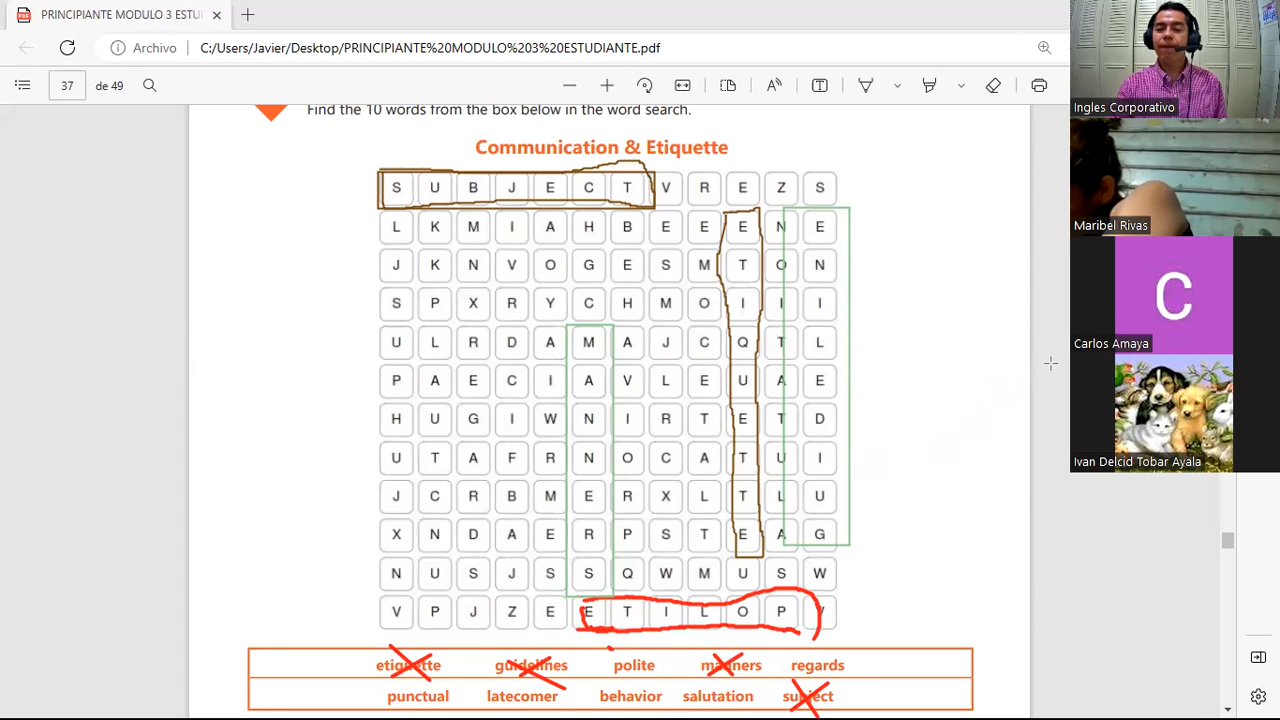 PRINCIPIANTE MODULO 3 ESTUI
Archivo C:/Users/Javier/Desktop/PRINCIPIANTE%20MODULO%203%20ESTUDIANTE.pdf
37 de 49
Find the 10 words from the box below in the word search.
Communication & Etiquette
S U B J E C T V R E Z S
L K M I A H B E E E N E
J K N V O G E S M T O N
S P X R Y C H M O I I I
U L R D A M A J C Q T L
P A E C I A V L E U A E
H U G I W N I R T E T D
U T A F R N O C A T U I
J C R B M E R X L T L U
X N D A E R P S T E A G
N U S J S S Q W M U S W
V P J Z E E T I L O P V
etiquette guidelines polite manners regards
punctual latecomer behavior salutation subject
Ingles Corporativo
Maribel Rivas
C
Carlos Amaya
Ivan Delcid Tobar Ayala